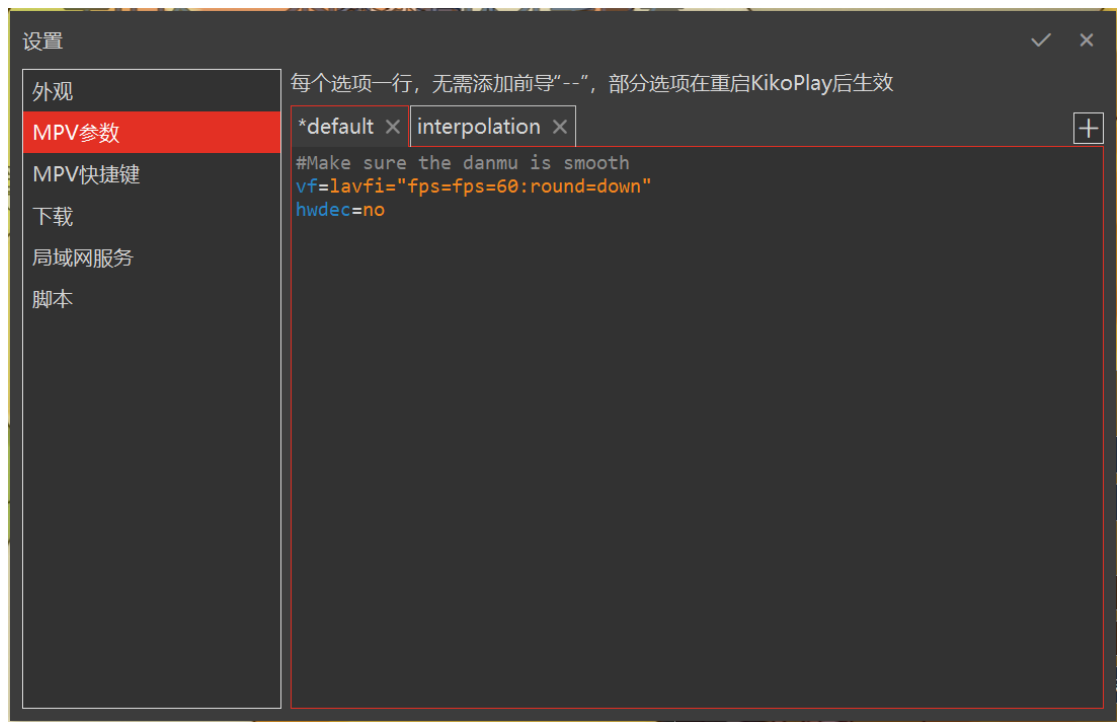 设置
外观
MPV参数
MPV快捷键
下载
局域网服务
脚本
每个选项一行，无需添加前导"--"，部分选项在重启KikoPlay后生效
*default
interpolation
#Make sure the danmu is smooth
vf=lavfi="fps=fps=60:round=down"
hwdec=no